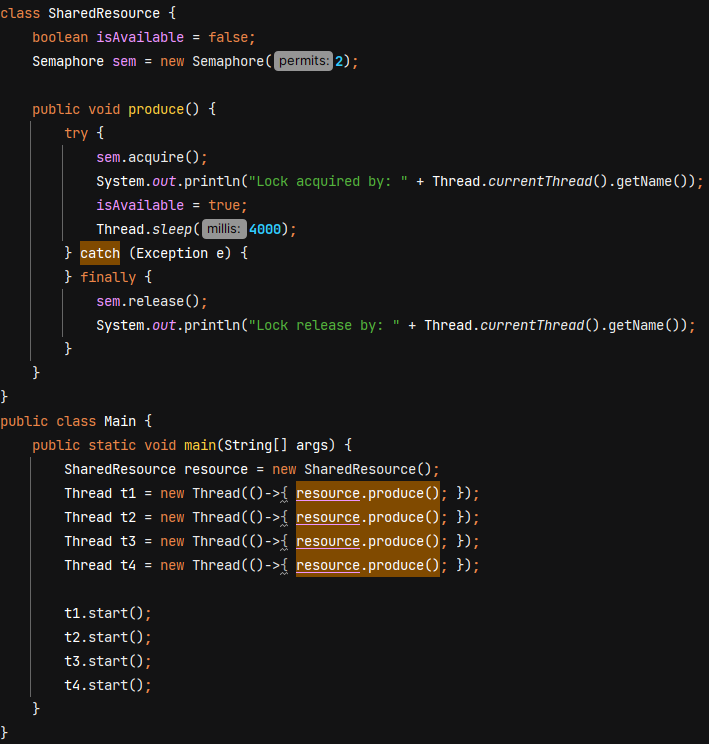 class SharedResource {
boolean isAvailable = false;
Semaphore sem = new Semaphore( permits: 2);
public void produce() {
try {
sem.acquire();
System.out.println("Lock acquired by: " + Thread.currentThread().getName());
isAvailable = true;
Thread.sleep( millis: 4000);
} catch (Exception e) {
} finally {
sem.release();
System.out.println("Lock release by: " + Thread.currentThread().getName());
}
}
}
public class Main {
public static void main(String[] args) {
SharedResource resource = new SharedResource();
Thread t1 = new Thread(()->{ resource.produce(); });
Thread t2 = new Thread(()->{ resource.produce(); });
Thread t3 = new Thread(()->{ resource.produce(); });
Thread t4 = new Thread(()->{ resource.produce(); });
t1.start();
t2.start();
t3.start();
t4.start();
}
}